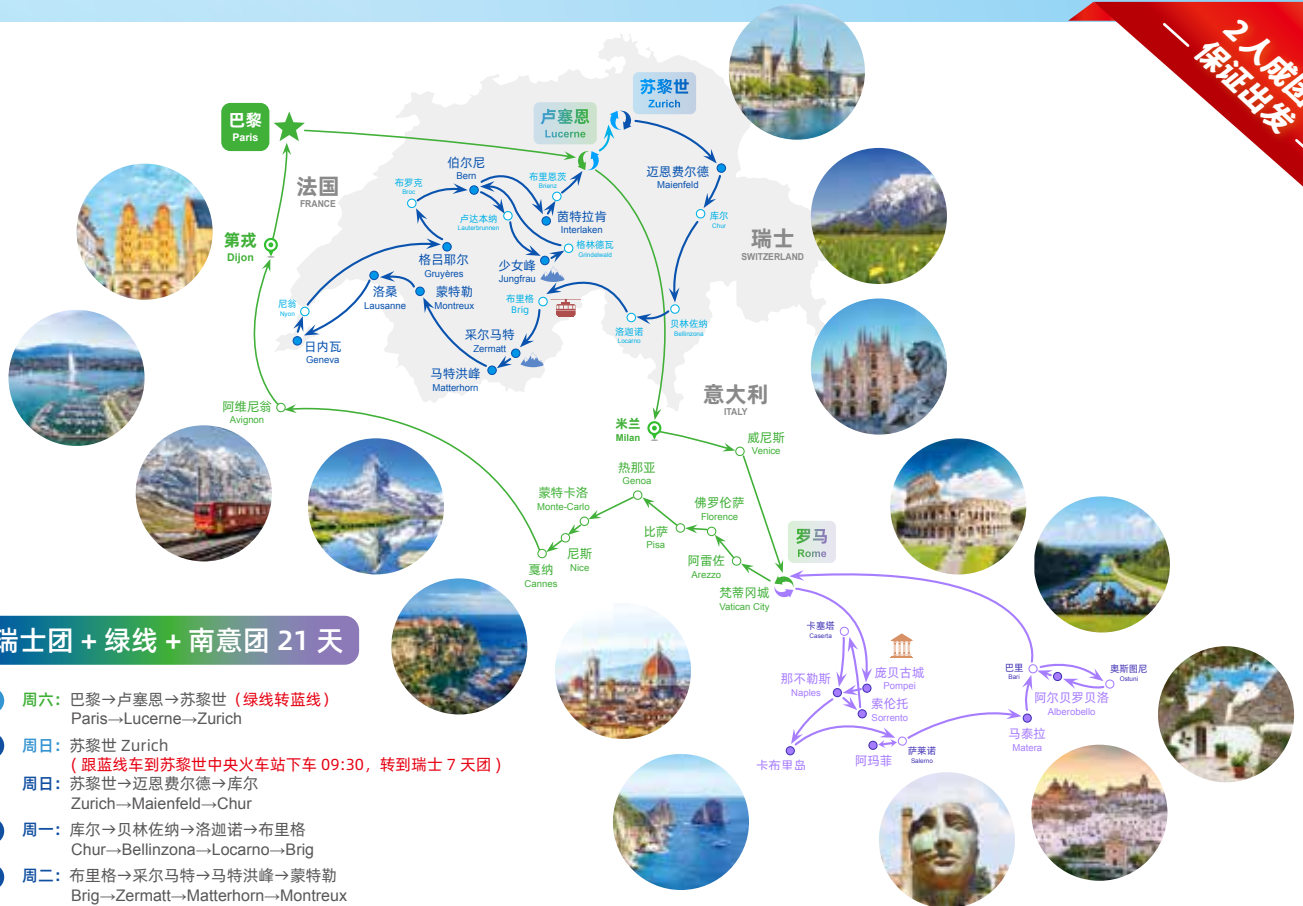 2人成团
保证出发
苏黎世
Zurich
巴黎
Paris
卢塞恩
Lucerne
伯尔尼
Bern
布里恩茨
Brienz
迈恩费尔德
Maienfeld
法国
FRANCE
布罗克
Broc
卢达本纳
Lauterbrunnen
茵特拉肯
Interlaken
库尔
Chur
第戎
Dijon
格吕耶尔
Gruyères
格林德瓦
Grindelwald
少女峰
Jungfrau
瑞士
SWITZERLAND
洛桑
Lausanne
蒙特勒
Montreux
布里格
Brig
尼翁
Nyon
日内瓦
Geneva
采尔马特
Zermatt
洛迦诺
Locarno
贝林佐纳
Bellinzona
马特洪峰
Matterhorn
意大利
ITALY
阿维尼翁
Avignon
米兰
Milan
威尼斯
Venice
热那亚
Genoa
蒙特卡洛
Monte-Carlo
佛罗伦萨
Florence
比萨
Pisa
罗马
Rome
尼斯
Nice
戛纳
Cannes
阿雷佐
Arezzo
梵蒂冈城
Vatican City
卡塞塔
Caserta
那不勒斯
Naples
庞贝古城
Pompei
索伦托
Sorrento
巴里
Bari
奥斯图尼
Ostuni
阿尔贝罗贝洛
Alberobello
马泰拉
Matera
卡布里岛
阿玛菲
萨莱诺
Salerno
瑞士团 + 绿线 + 南意团 21 天
周六： 巴黎→卢塞恩→苏黎世（绿线转蓝线）
Paris→Lucerne→Zurich
周日： 苏黎世 Zurich
( 跟蓝线车到苏黎世中央火车站下车 09:30，转到瑞士 7 天团 )
周日： 苏黎世→迈恩费尔德→库尔
Zurich→Maienfeld→Chur
周一： 库尔→贝林佐纳→洛迦诺→布里格
Chur→Bellinzona→Locarno→Brig
周二： 布里格→采尔马特→马特洪峰→蒙特勒
Brig→Zermatt→Matterhorn→Montreux